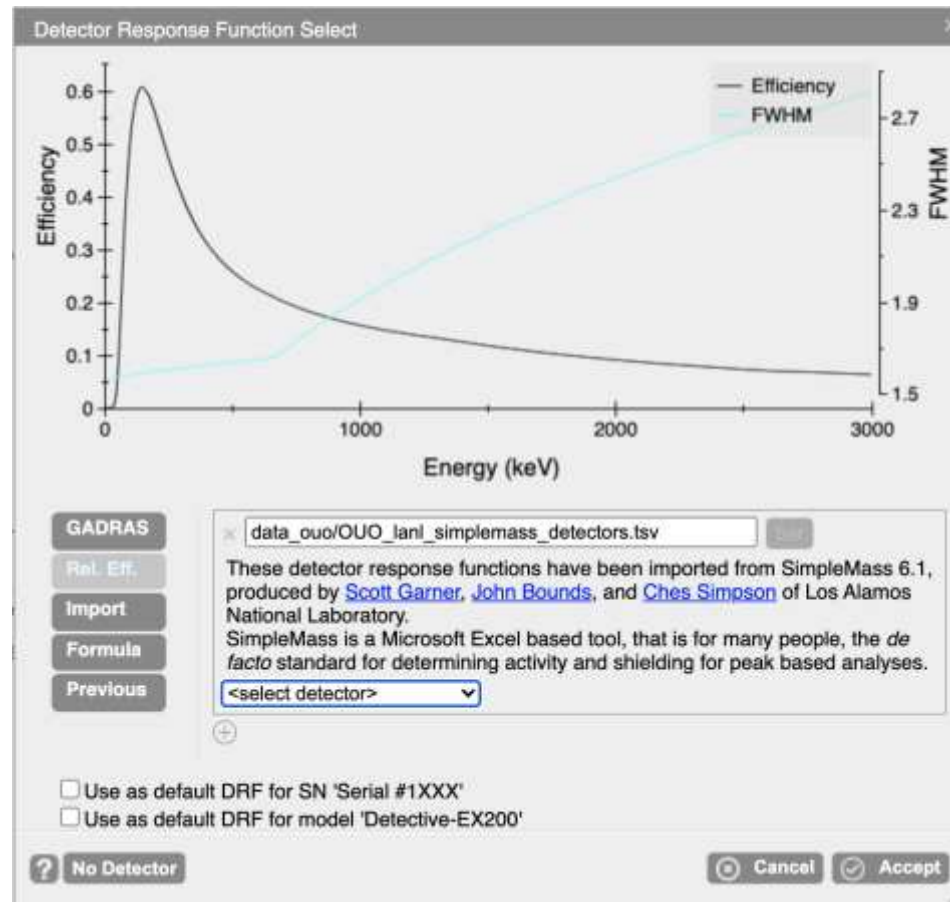 Detector Response Function Select
Efficiency
FWHM
0.6
0.5
0.4
0.3
0.2
0.1
0
Efficiency
2.7
2.3
1.9
1.5
FWHM
0
1000
2000
3000
Energy (keV)
GADRAS
Rel. Eff.
Import
Formula
Previous
data_ouo/OUO_lanl_simplemass_detectors.tsv
These detector response functions have been imported from SimpleMass 6.1,
produced by Scott Garner, John Bounds, and Ches Simpson of Los Alamos
National Laboratory.
SimpleMass is a Microsoft Excel based tool, that is for many people, the de
facto standard for determining activity and shielding for peak based analyses.
<select detector>
Use as default DRF for SN 'Serial #1XXX'
Use as default DRF for model 'Detective-EX200'
? No Detector
Cancel
Accept